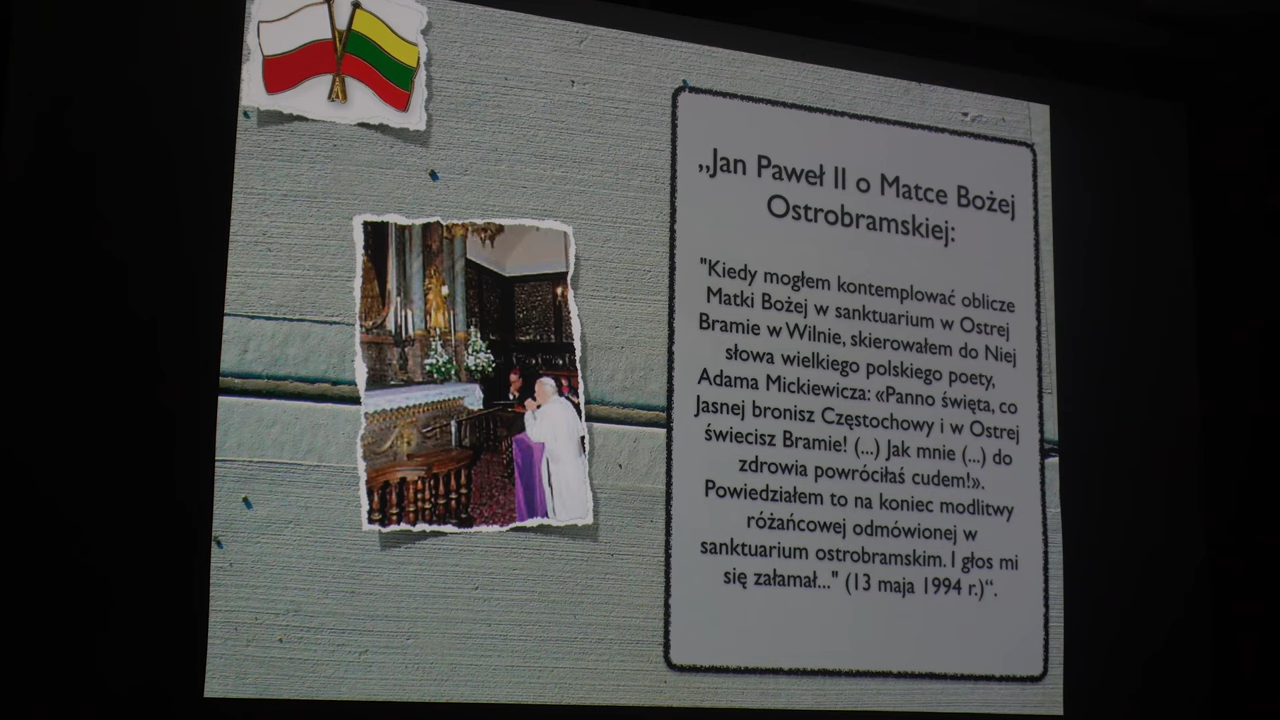 „Jan Paweł II o Matce Bożej
Ostrobramskiej:
"Kiedy mogłem kontemplować oblicze
Matki Bożej w sanktuarium w Ostrej
Bramie w Wilnie, skierowałem do Niej
słowa wielkiego polskiego poety,
Adama Mickiewicza: «Panno święta, co
Jasnej bronisz Częstochowy i w Ostrej
świecisz Bramie! (...) Jak mnie (...) do
zdrowia powróciłaś cudem!».
Powiedziałem to na koniec modlitwy
różańcowej odmówionej w
sanktuarium ostrobramskim. I głos mi
się załamał..." (13 maja 1994 r.)“.